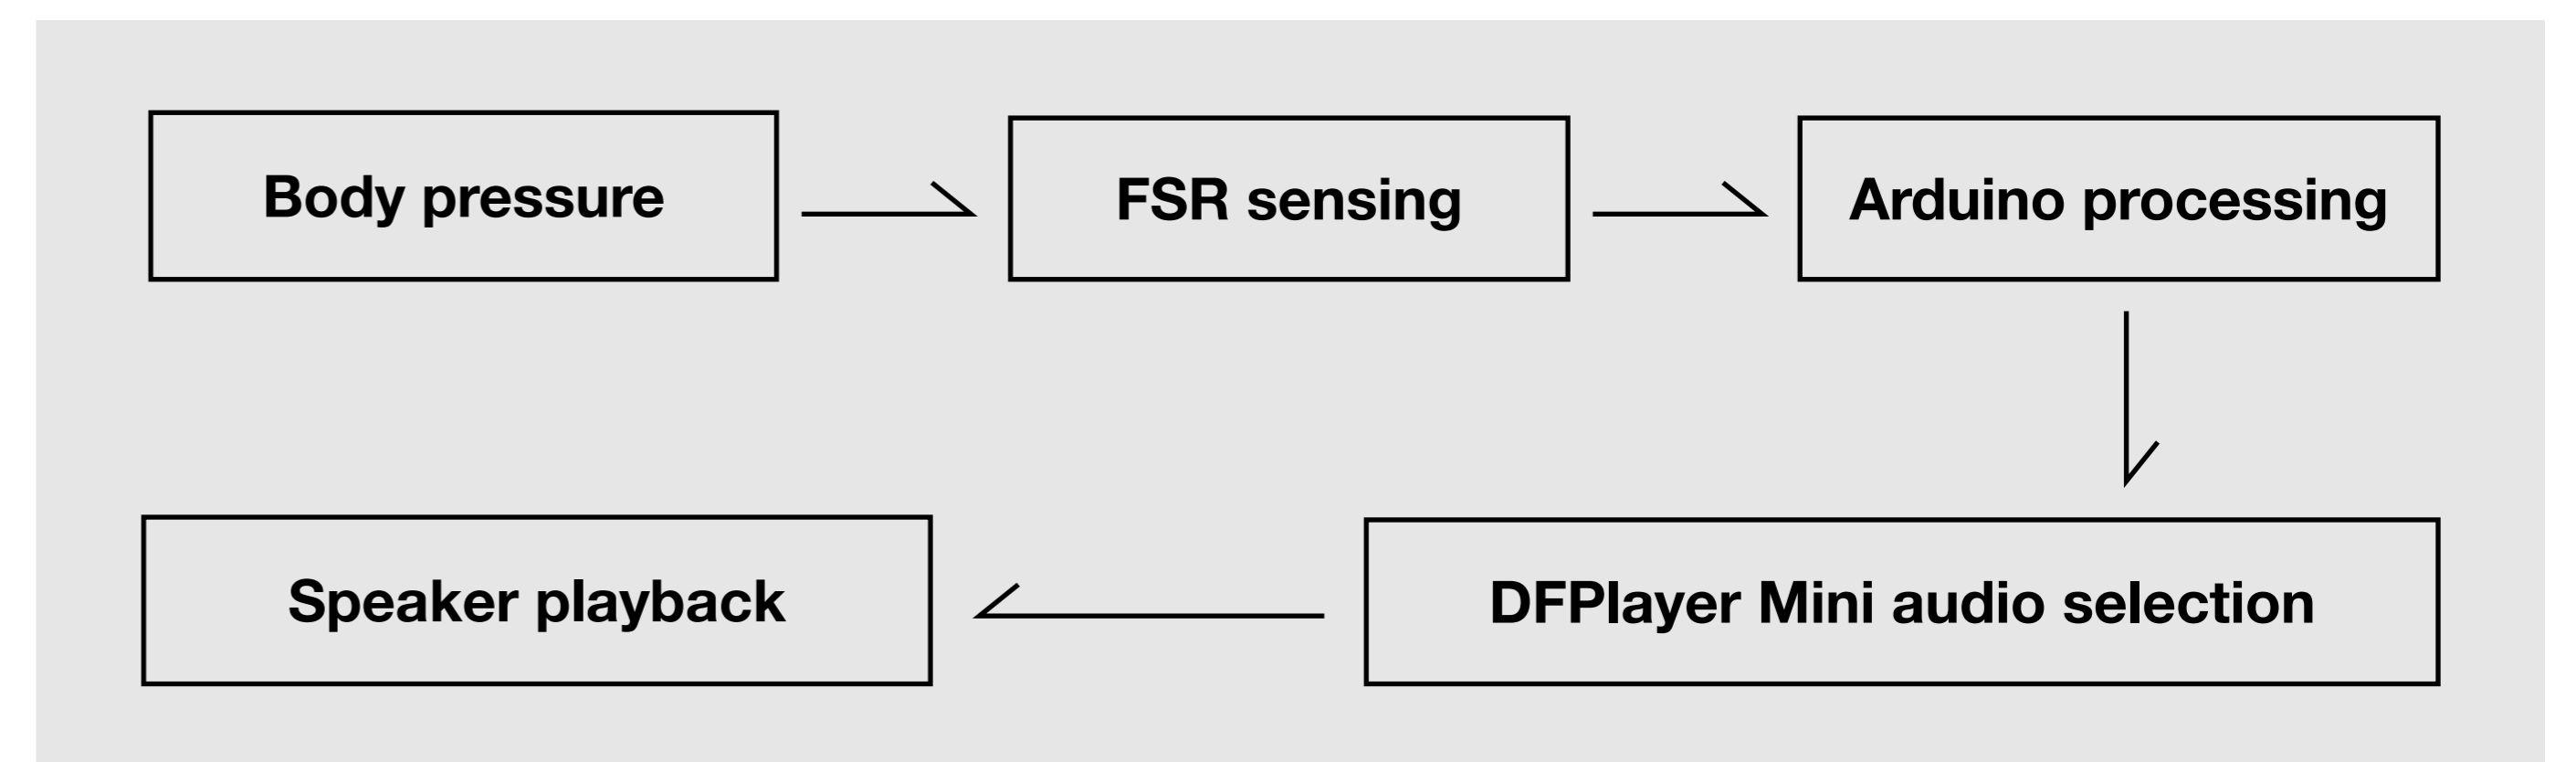 Body pressure
FSR sensing
Arduino processing
DFPlayer Mini audio selection
Speaker playback